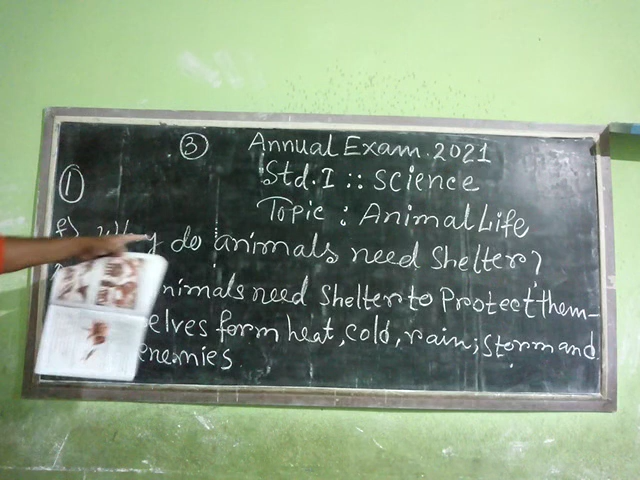 ③ Annual Exam. 2021
① Std. I :: Science
Topic : Animal Life
f) Why do animals need Shelter?
nimals need Shelter to Protect them-
elves form heat, cold, rain, storm and
enemies.